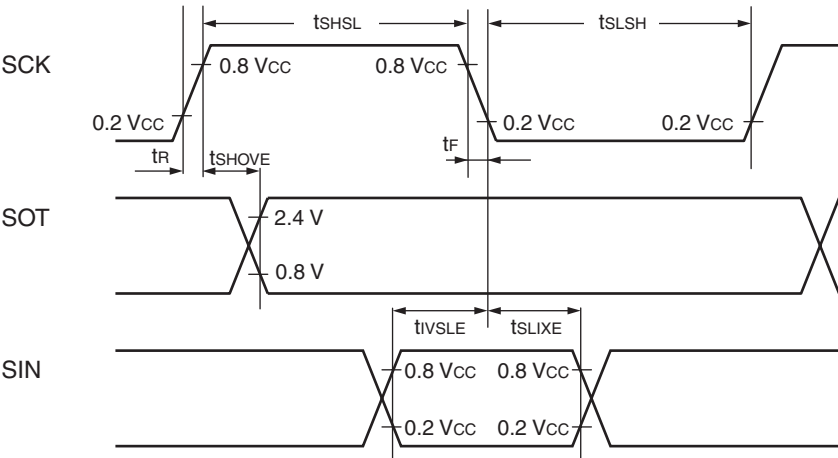 tSHSL
tSLSH
SCK
0.8 VCC
0.8 VCC
0.2 VCC
0.2 VCC
0.2 VCC
tR
tSHOVE
tF
SOT
2.4 V
0.8 V
tIVSLE
tSLIXE
SIN
0.8 VCC
0.8 VCC
0.2 VCC
0.2 VCC